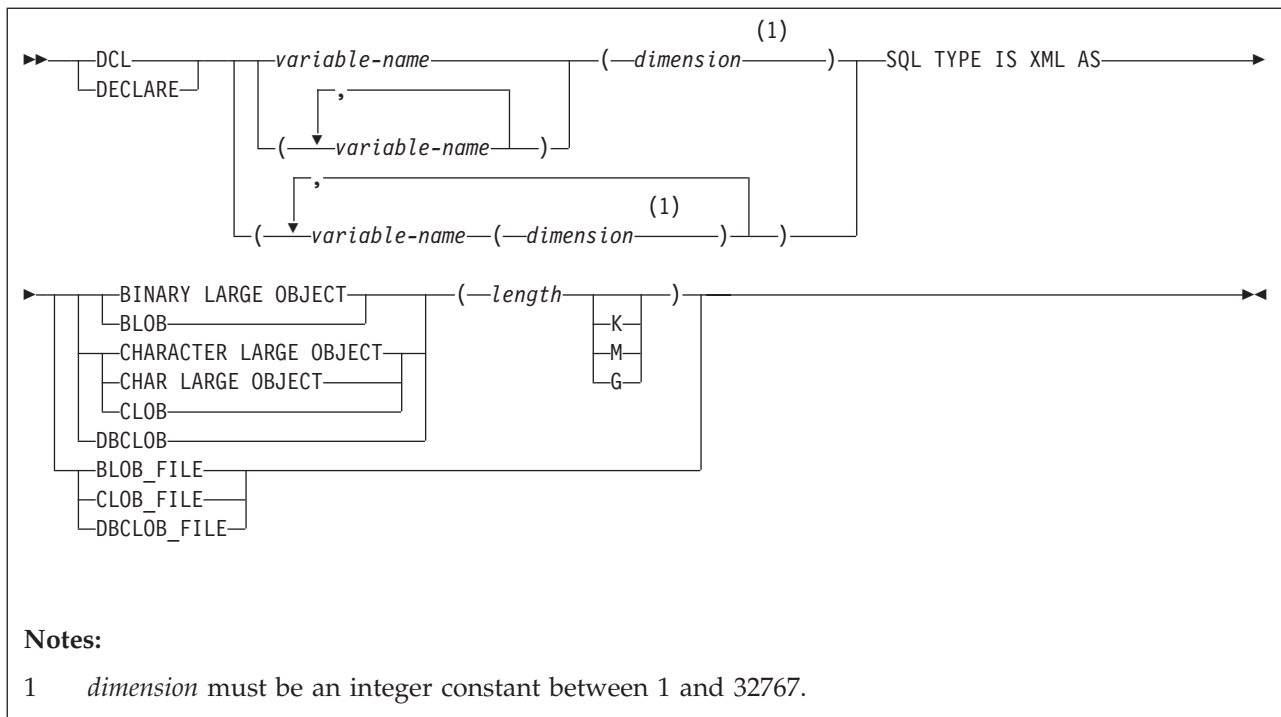 (1)
DCL variable-name ( dimension ) SQL TYPE IS XML AS
DECLARE ,
( variable-name )
,
(1)
( variable-name ( dimension ) )
BINARY LARGE OBJECT ( length )
BLOB K
CHARACTER LARGE OBJECT M
CHAR LARGE OBJECT G
CLOB
DBCLOB
BLOB_FILE
CLOB_FILE
DBCLOB_FILE
Notes:
1 dimension must be an integer constant between 1 and 32767.